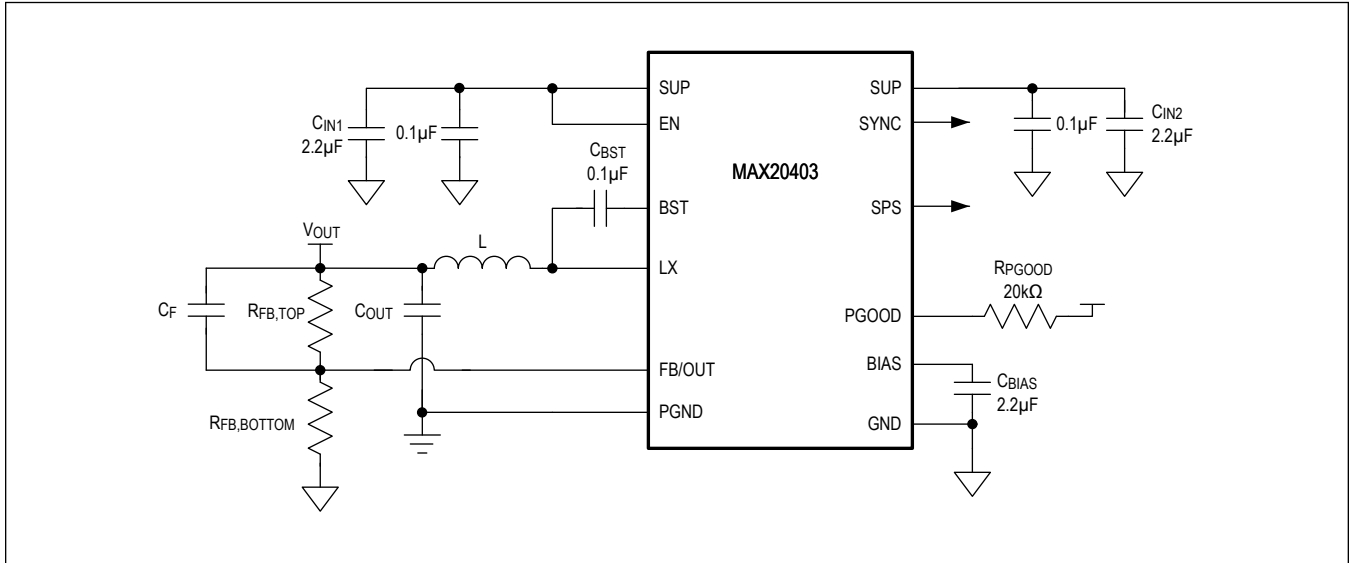 SUP
SUP
CIN1
2.2µF
0.1µF
EN
SYNC
0.1µF
CIN2
2.2µF
CBST
0.1µF
MAX20403
BST
SPS
VOUT
L
LX
RPGOOD
20kΩ
CF
RFB,TOP
COUT
PGOOD
FB/OUT
BIAS
CBIAS
2.2µF
RFB,BOTTOM
PGND
GND